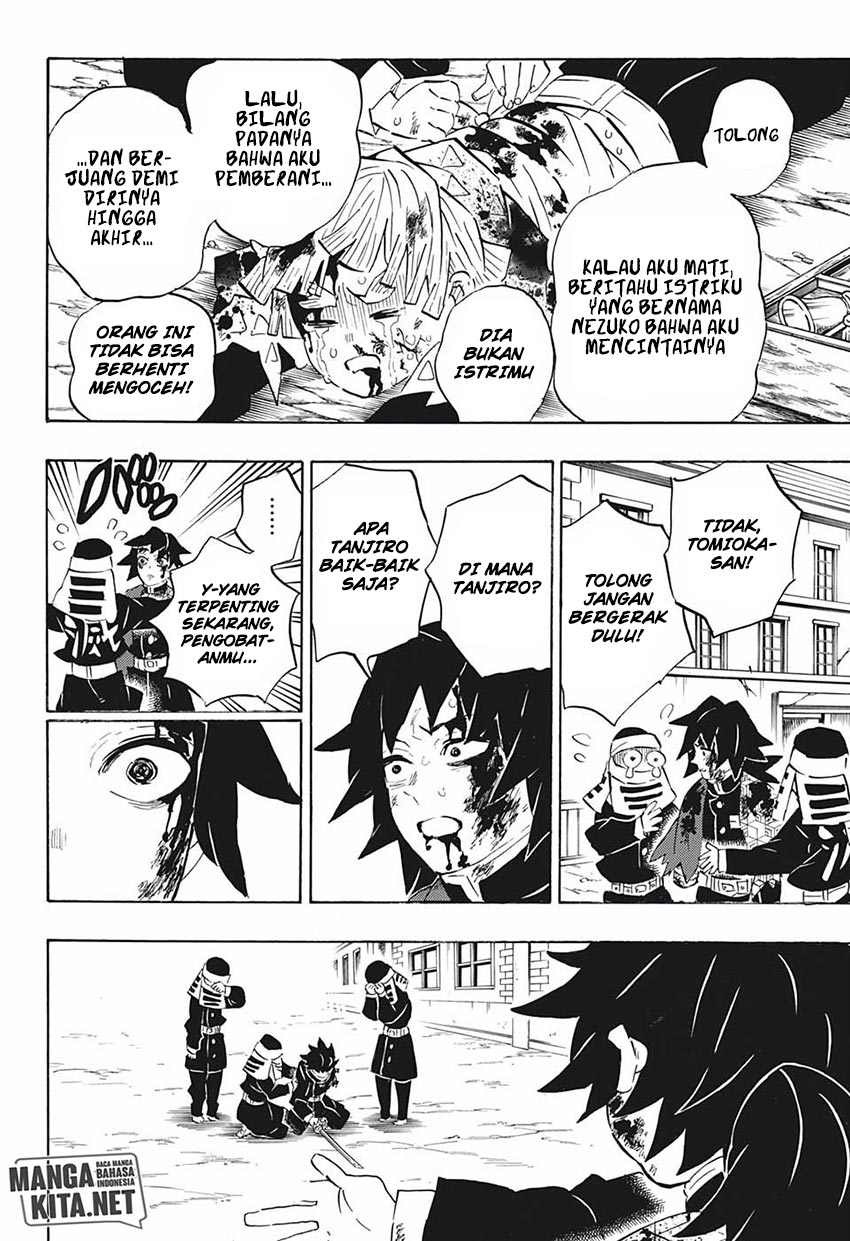 TOLONG
KALAU AKU MATI,
BERITAHU ISTRIKU
YANG BERNAMA
NEZUKO BAHWA AKU
MENCINTAINYA
LALU,
BILANG
PADANYA
BAHWA AKU
PEMBERANI...
...DAN BER-
JUANG DEMI
DIRINYA
HINGGA
AKHIR...
DIA
BUKAN
ISTRIMU
ORANG INI
TIDAK BISA
BERHENTI
MENGOCEH!
TIDAK,
TOMIOKA-
SAN!
TOLONG
JANGAN
BERGERAK
DULU!
DI MANA
TANJIRO?
APA
TANJIRO
BAIK-BAIK
SAJA?
.......
Y-YANG
TERPENTING
SEKARANG,
PENGOBAT-
ANMU...
MANGA
KITA.NET
BACA MANGA
BAHASA
INDONESIA